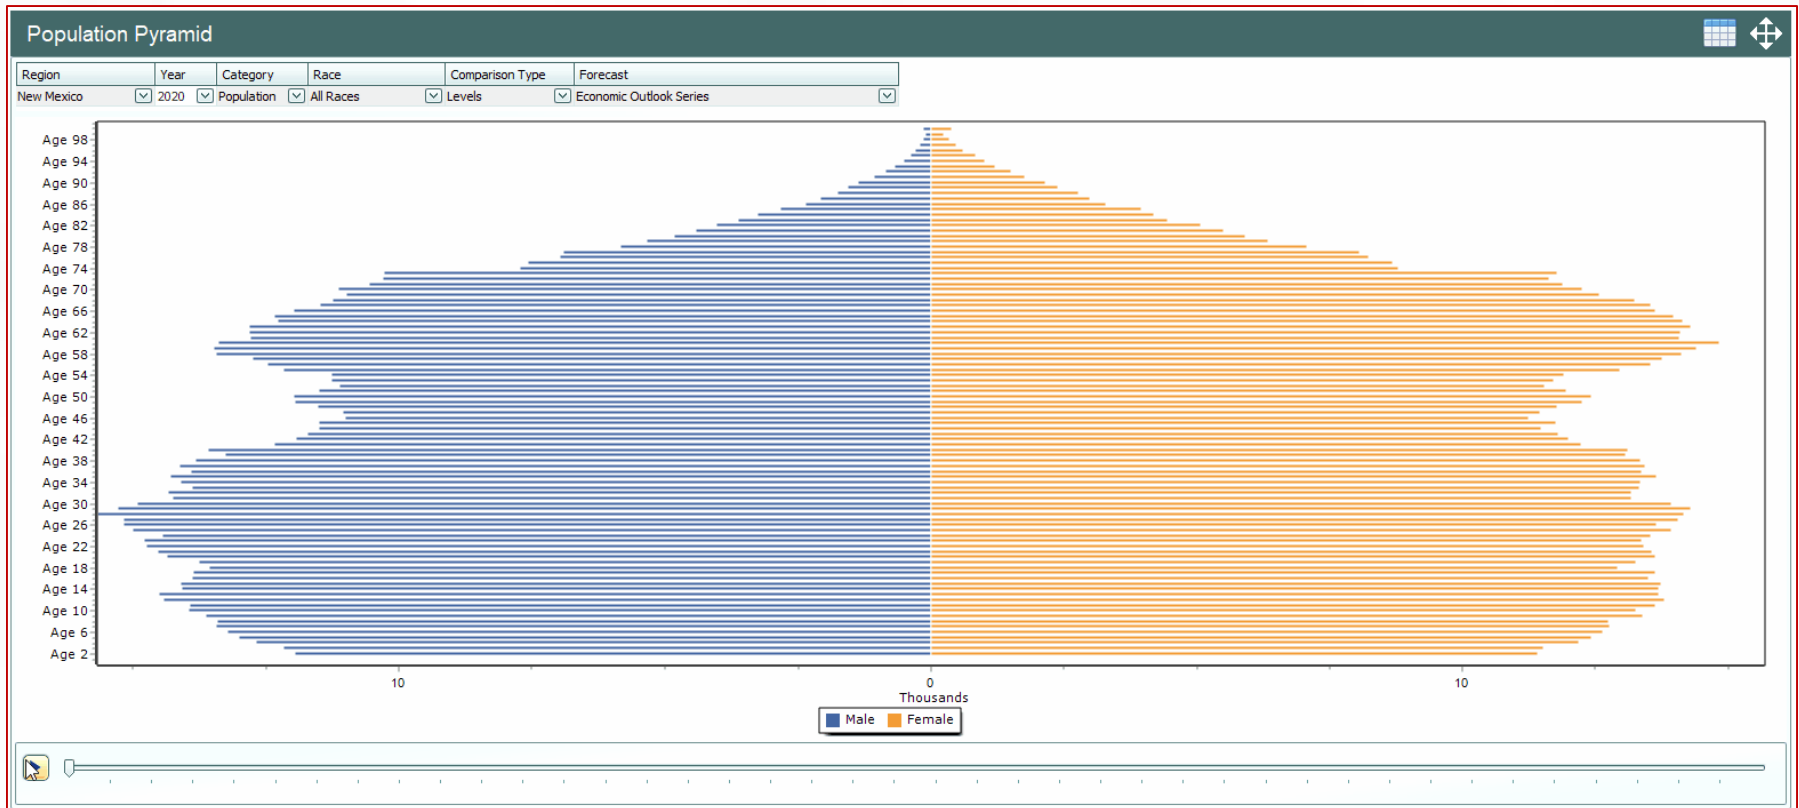 Population Pyramid
Region Year Category Race Comparison Type Forecast
New Mexico 2020 Population All Races Levels Economic Outlook Series
Age 98
Age 94
Age 90
Age 86
Age 82
Age 78
Age 74
Age 70
Age 66
Age 62
Age 58
Age 54
Age 50
Age 46
Age 42
Age 38
Age 34
Age 30
Age 26
Age 22
Age 18
Age 14
Age 10
Age 6
Age 2
10 0 10
Thousands
Male Female